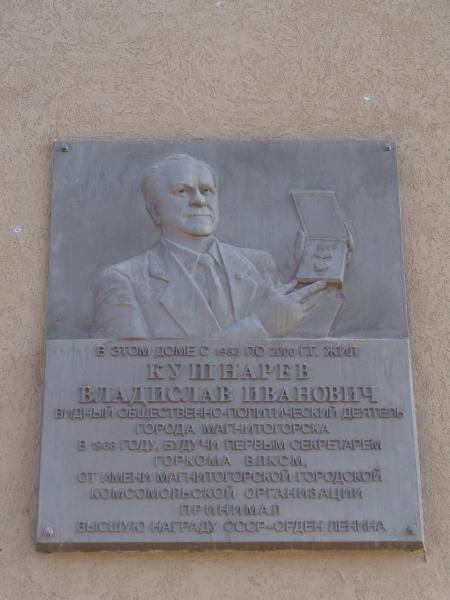 В ЭТОМ ДОМЕ С 1963 ПО 2000 ГГ. ЖИЛ
КУШНАРЕВ
ВЛАДИСЛАВ ИВАНОВИЧ
ВИДНЫЙ ОБЩЕСТВЕННО-ПОЛИТИЧЕСКИЙ ДЕЯТЕЛЬ
ГОРОДА МАГНИТОГОРСКА
В 1968 ГОДУ, БУДУЧИ ПЕРВЫМ СЕКРЕТАРЕМ
ГОРКОМА ВЛКСМ,
ОТ ИМЕНИ МАГНИТОГОРСКОЙ ГОРОДСКОЙ
КОМСОМОЛЬСКОЙ ОРГАНИЗАЦИИ
ПРИНИМАЛ
ВЫСШУЮ НАГРАДУ СССР-ОРДЕН ЛЕНИНА